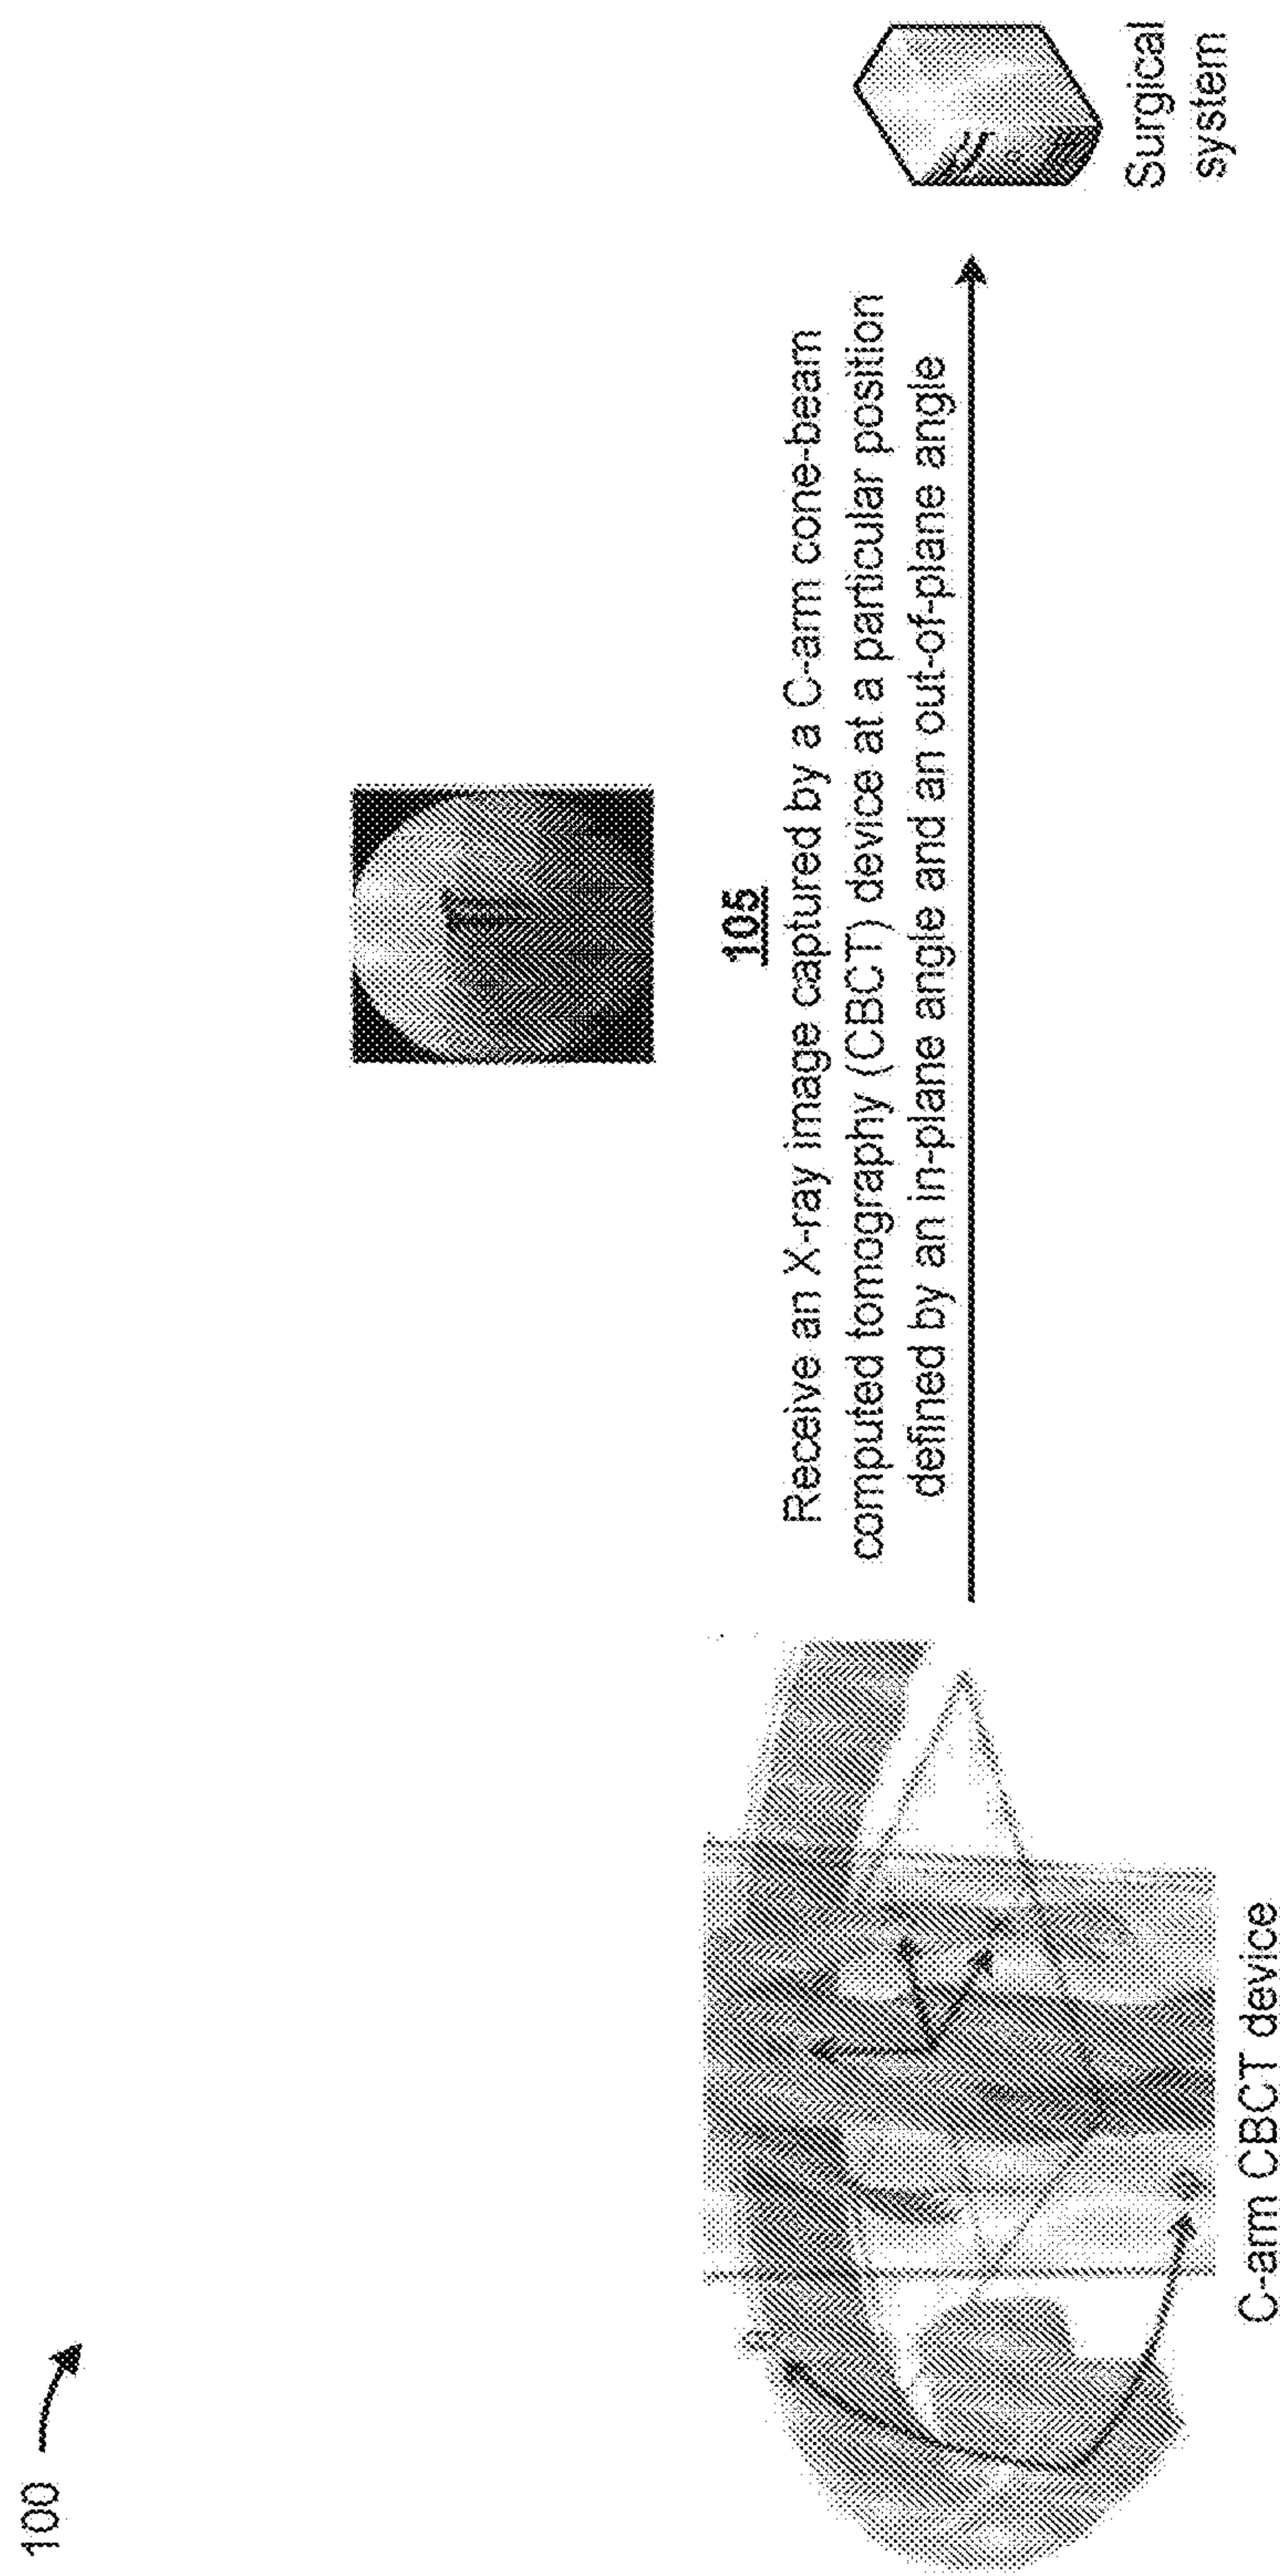 100
105
Receive an X-ray image captured by a C-arm cone-beam
computed tomography (CBCT) device at a particular position
defined by an in-plane angle and an out-of-plane angle
C-arm CBCT device
Surgical
system